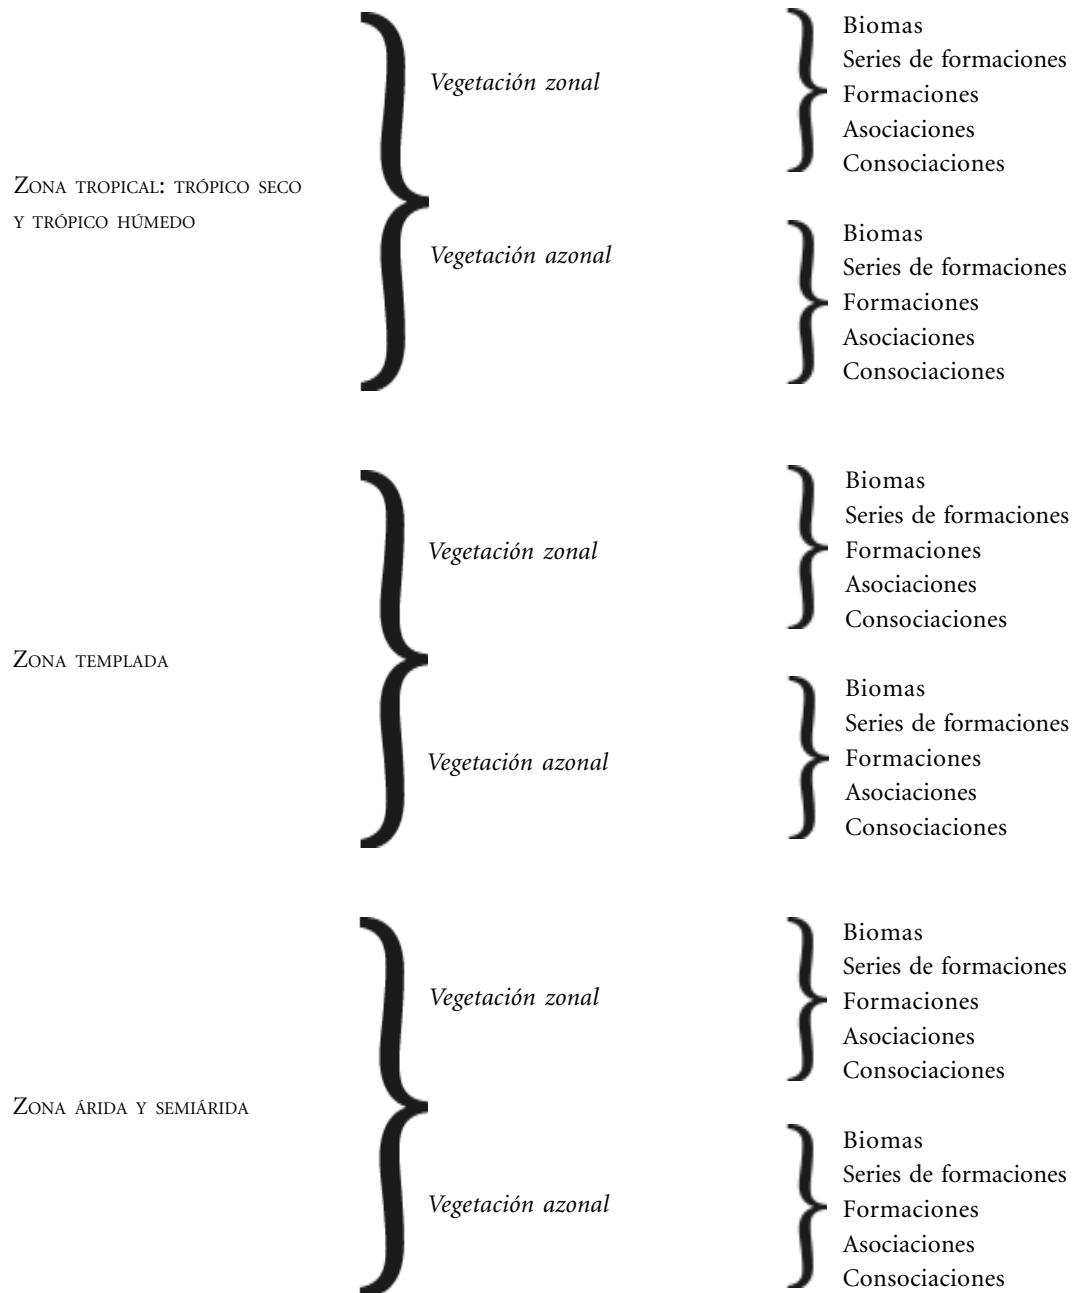 ZONA TROPICAL: TRÓPICO SECO
Y TRÓPICO HÚMEDO
Vegetación zonal
Biomas
Series de formaciones
Formaciones
Asociaciones
Consociaciones
Vegetación azonal
Biomas
Series de formaciones
Formaciones
Asociaciones
Consociaciones
ZONA TEMPLADA
Vegetación zonal
Biomas
Series de formaciones
Formaciones
Asociaciones
Consociaciones
Vegetación azonal
Biomas
Series de formaciones
Formaciones
Asociaciones
Consociaciones
ZONA ÁRIDA Y SEMIÁRIDA
Vegetación zonal
Biomas
Series de formaciones
Formaciones
Asociaciones
Consociaciones
Vegetación azonal
Biomas
Series de formaciones
Formaciones
Asociaciones
Consociaciones